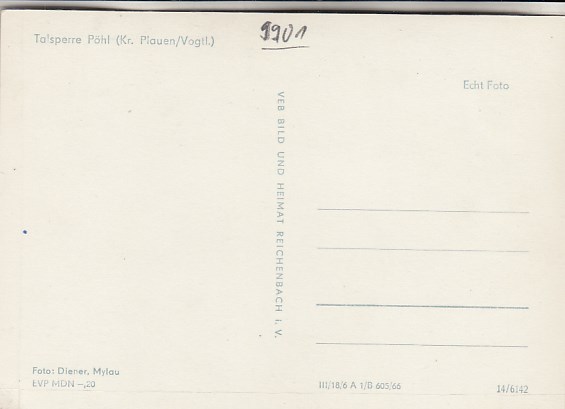 9901
Talsperre Pöhl (Kr. Plauen/Vogtl.)
Echt Foto
VEB BILD UND HEIMAT REICHENBACH i. V.
Foto: Diener, Mylau
EVP MDN –,20
III/18/6 A 1/B 605/66
14/6142